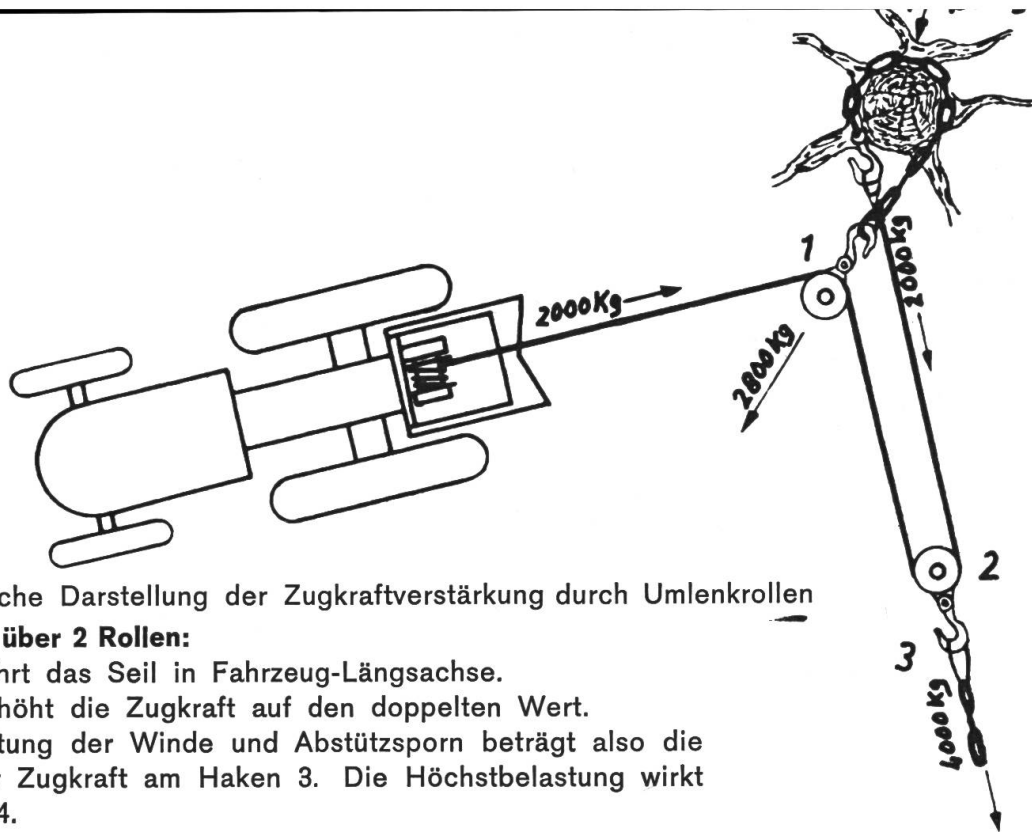 1
2000Kg
2000Kg
2800Kg
2
3
4000Kg
che Darstellung der Zugkraftverstärkung durch Umlenkrollen
über 2 Rollen:
hrt das Seil in Fahrzeug-Längsachse.
höht die Zugkraft auf den doppelten Wert.
tung der Winde und Abstützsporn beträgt also die
Zugkraft am Haken 3. Die Höchstbelastung wirkt
4.